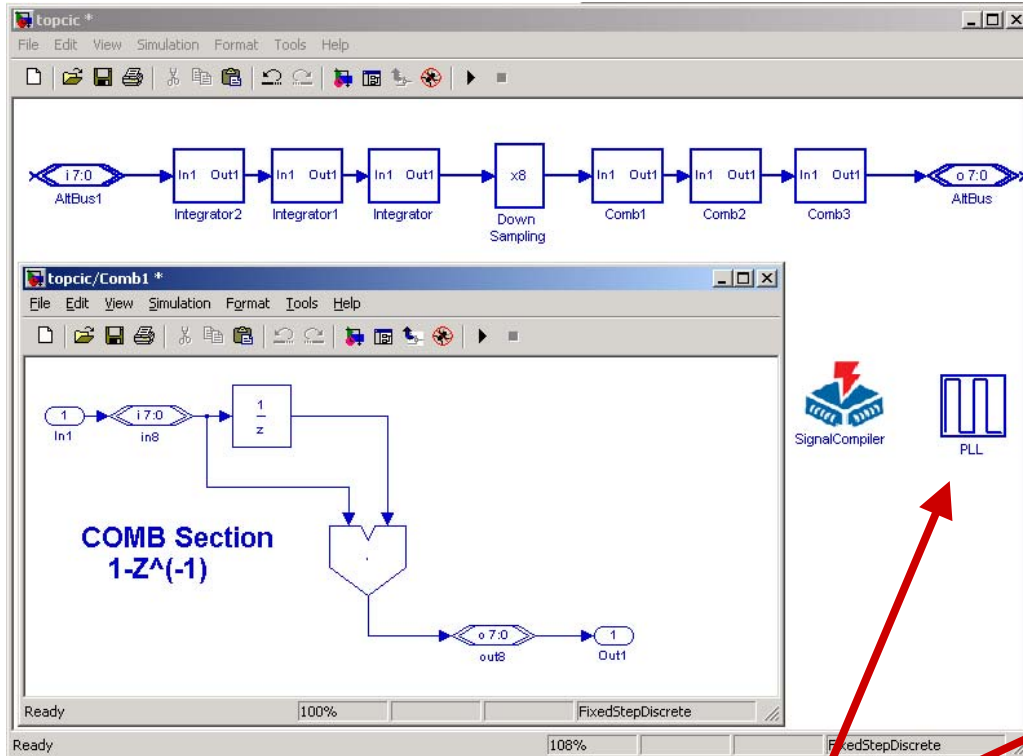 topcic *
File Edit View Simulation Format Tools Help
i 7:0
AltBus1
In1 Out1
Integrator2
In1 Out1
Integrator1
In1 Out1
Integrator
x8
Down
Sampling
In1 Out1
Comb1
In1 Out1
Comb2
In1 Out1
Comb3
o 7:0
AltBus
topcic/Comb1 *
File Edit View Simulation Format Tools Help
1
In1
i 7:0
in8
1
z
COMB Section
1-Z^(-1)
o 7:0
out8
1
Out1
SignalCompiler
PLL
Ready 100% FixedStepDiscrete
Ready 108% FixedStepDiscrete